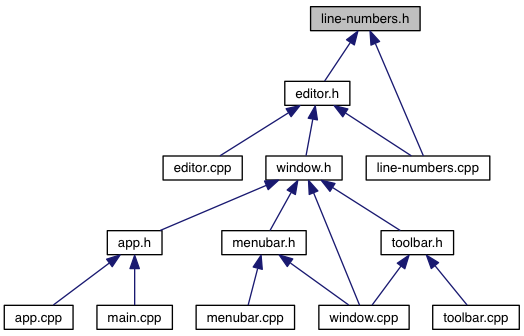 line-numbers.h
editor.h
editor.cpp
window.h
line-numbers.cpp
app.h
menubar.h
toolbar.h
app.cpp
main.cpp
menubar.cpp
window.cpp
toolbar.cpp